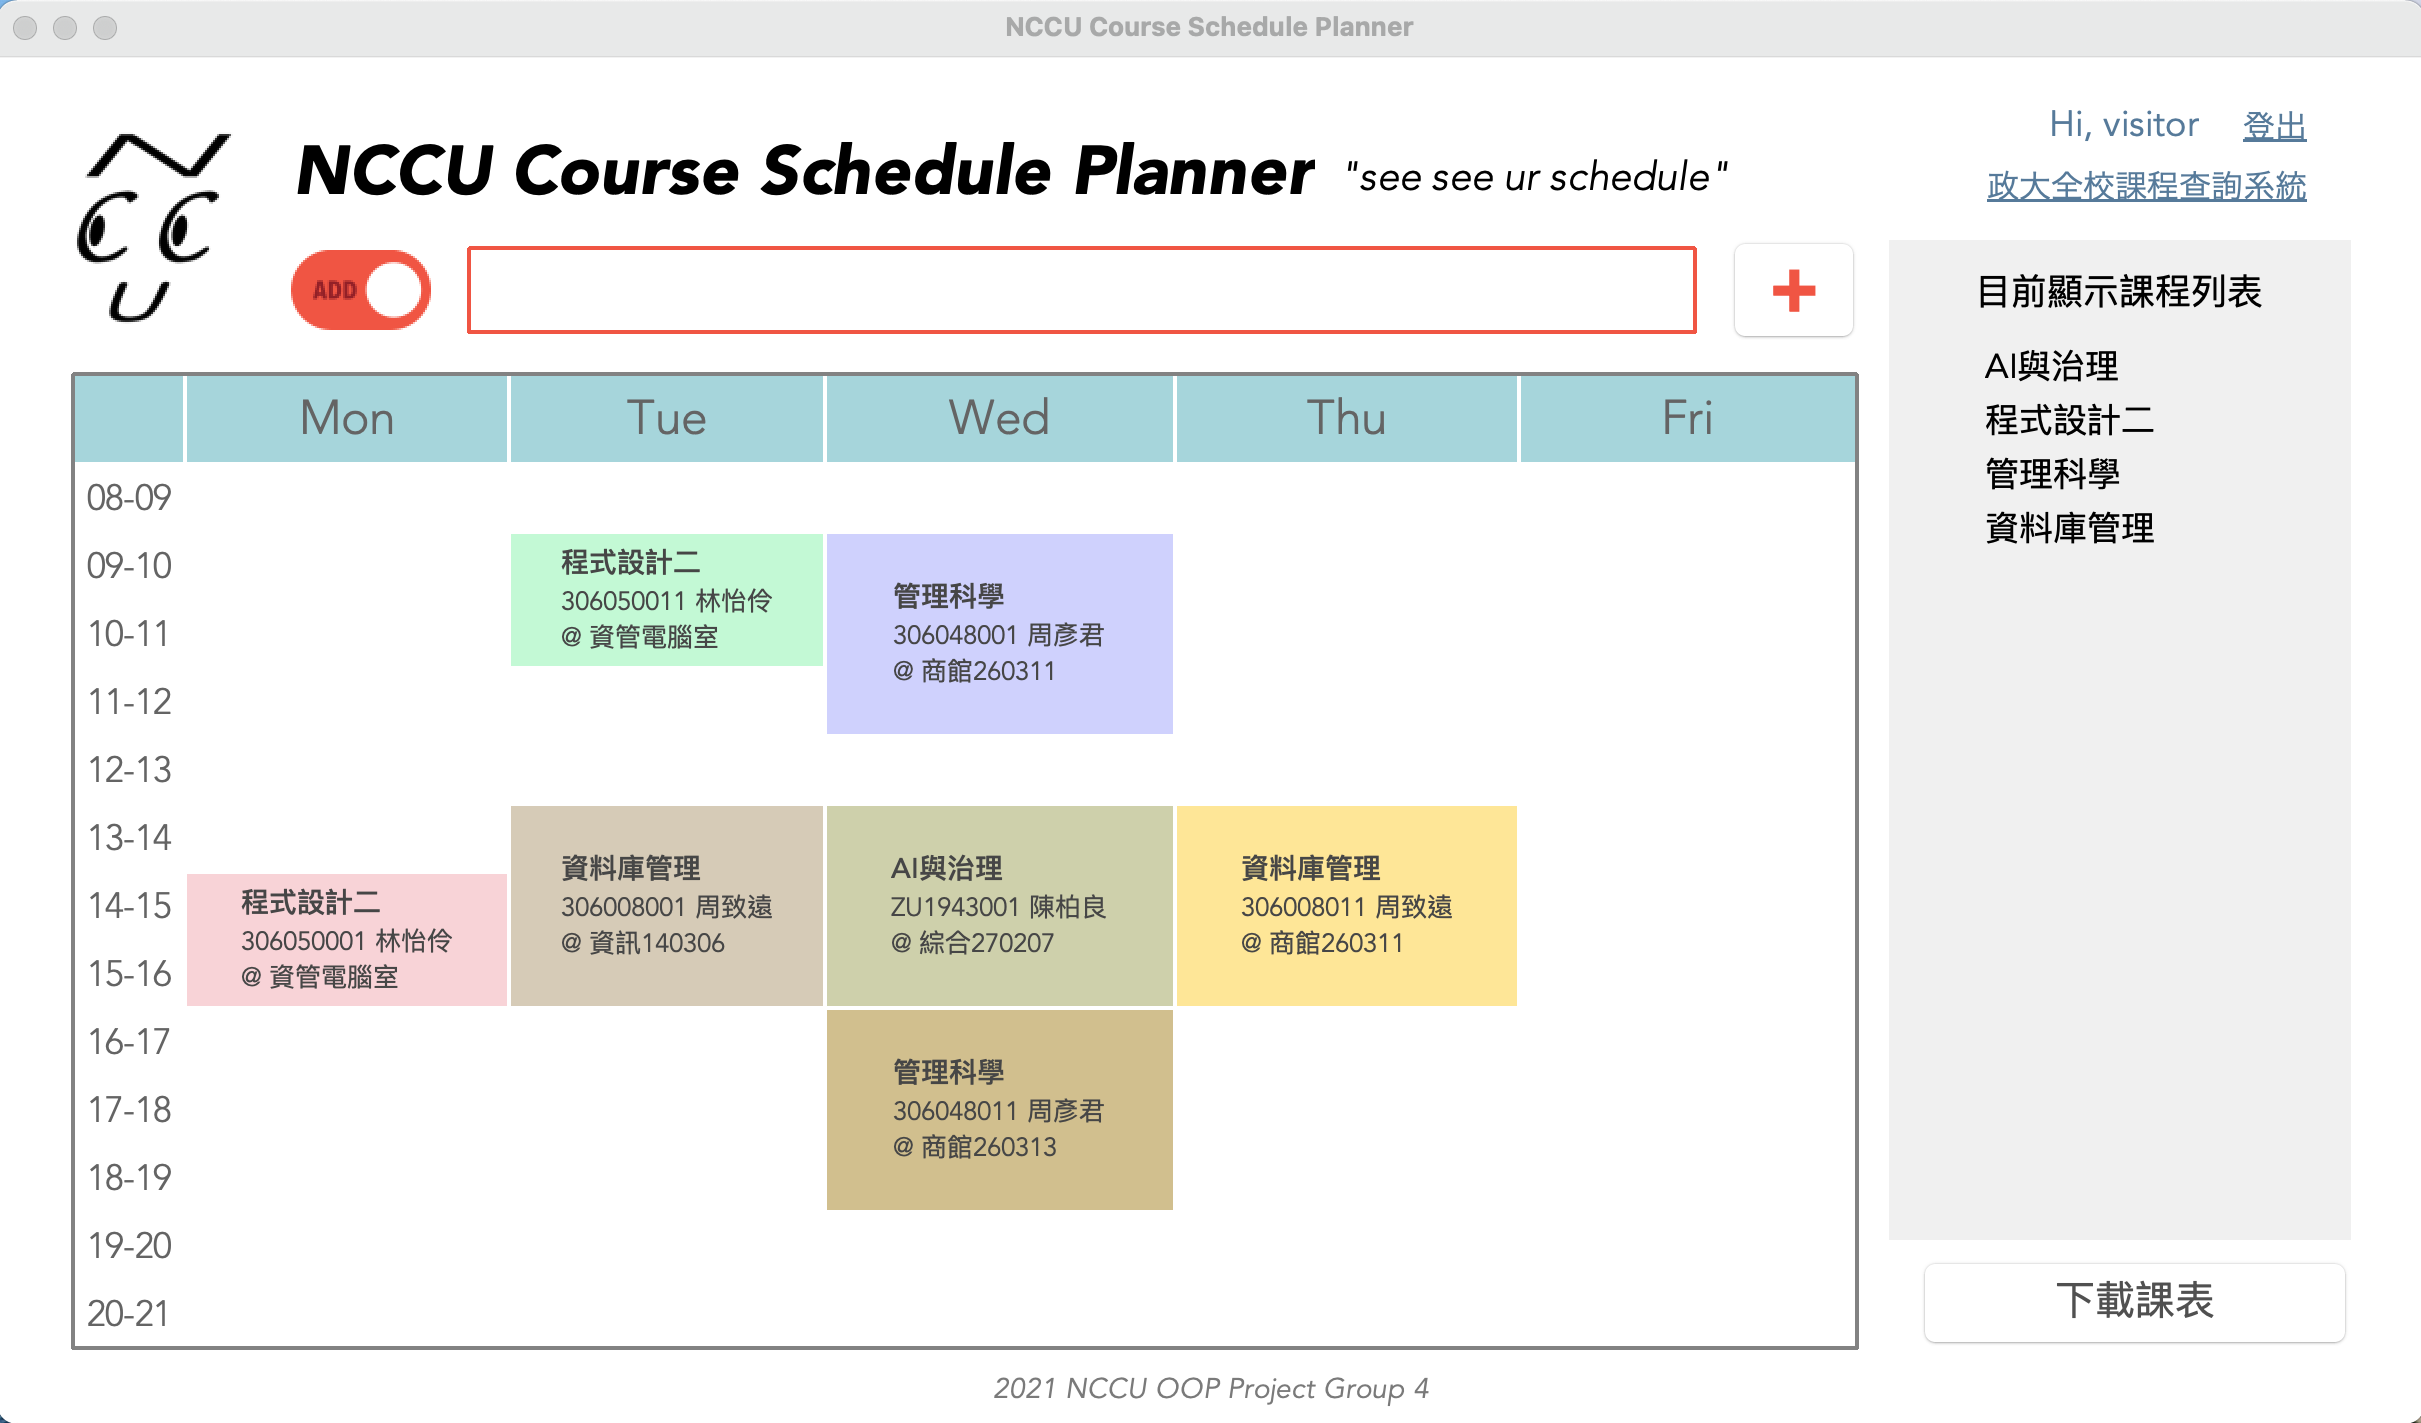 NCCU Course Schedule Planner
N
CC
U
NCCU Course Schedule Planner "see see ur schedule"
Hi, visitor 登出
政大全校課程查詢系統
ADD
+
Mon Tue Wed Thu Fri
08-09
09-10
10-11
11-12
12-13
13-14
14-15
15-16
16-17
17-18
18-19
19-20
20-21
程式設計二
306050001 林怡伶
@ 資管電腦室
程式設計二
306050011 林怡伶
@ 資管電腦室
資料庫管理
306008001 周致遠
@ 資訊140306
管理科學
306048001 周彥君
@ 商館260311
AI與治理
ZU1943001 陳柏良
@ 綜合270207
管理科學
306048011 周彥君
@ 商館260313
資料庫管理
306008011 周致遠
@ 商館260311
目前顯示課程列表
AI與治理
程式設計二
管理科學
資料庫管理
下載課表
2021 NCCU OOP Project Group 4